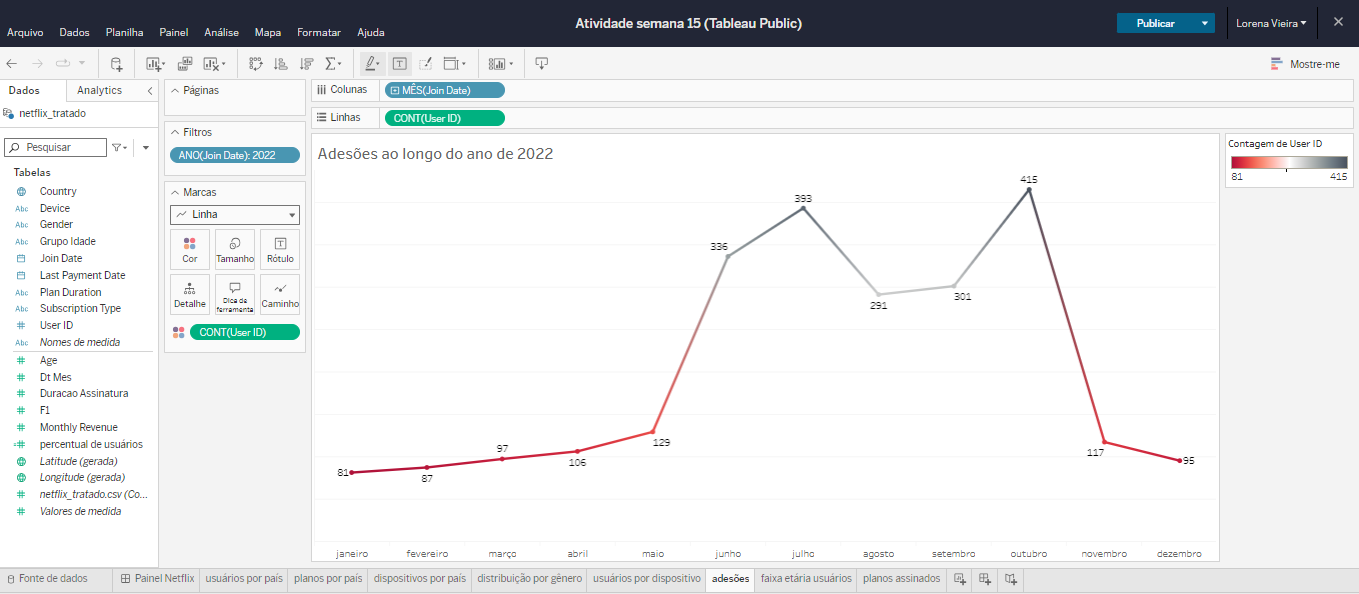 Atividade semana 15 (Tableau Public)
Publicar
Lorena Vieira
Arquivo Dados Planilha Painel Análise Mapa Formatar Ajuda
Mostre-me
Dados Analytics
netflix_tratado
Pesquisar
Tabelas
Country
Abc Device
Abc Gender
Abc Grupo Idade
Join Date
Last Payment Date
Abc Plan Duration
Abc Subscription Type
User ID
Abc Nomes de medida
Age
Dt Mes
Duracao Assinatura
F1
Monthly Revenue
percentual de usuários
Latitude (gerada)
Longitude (gerada)
netflix_tratado.csv (Co...
Valores de medida
Páginas
Filtros
ANO(Join Date): 2022
Marcas
Linha
Cor Tamanho Rótulo
Detalhe Dica de ferramenta Caminho
CONT(User ID)
Colunas MÊS(Join Date)
Linhas CONT(User ID)
Adesões ao longo do ano de 2022
81
87
97
106
129
336
393
291
301
415
117
95
janeiro fevereiro março abril maio junho julho agosto setembro outubro novembro dezembro
Contagem de User ID
81 415
Fonte de dados Painel Netflix usuários por país planos por país dispositivos por país distribuição por gênero usuários por dispositivo adesões faixa etária usuários planos assinados